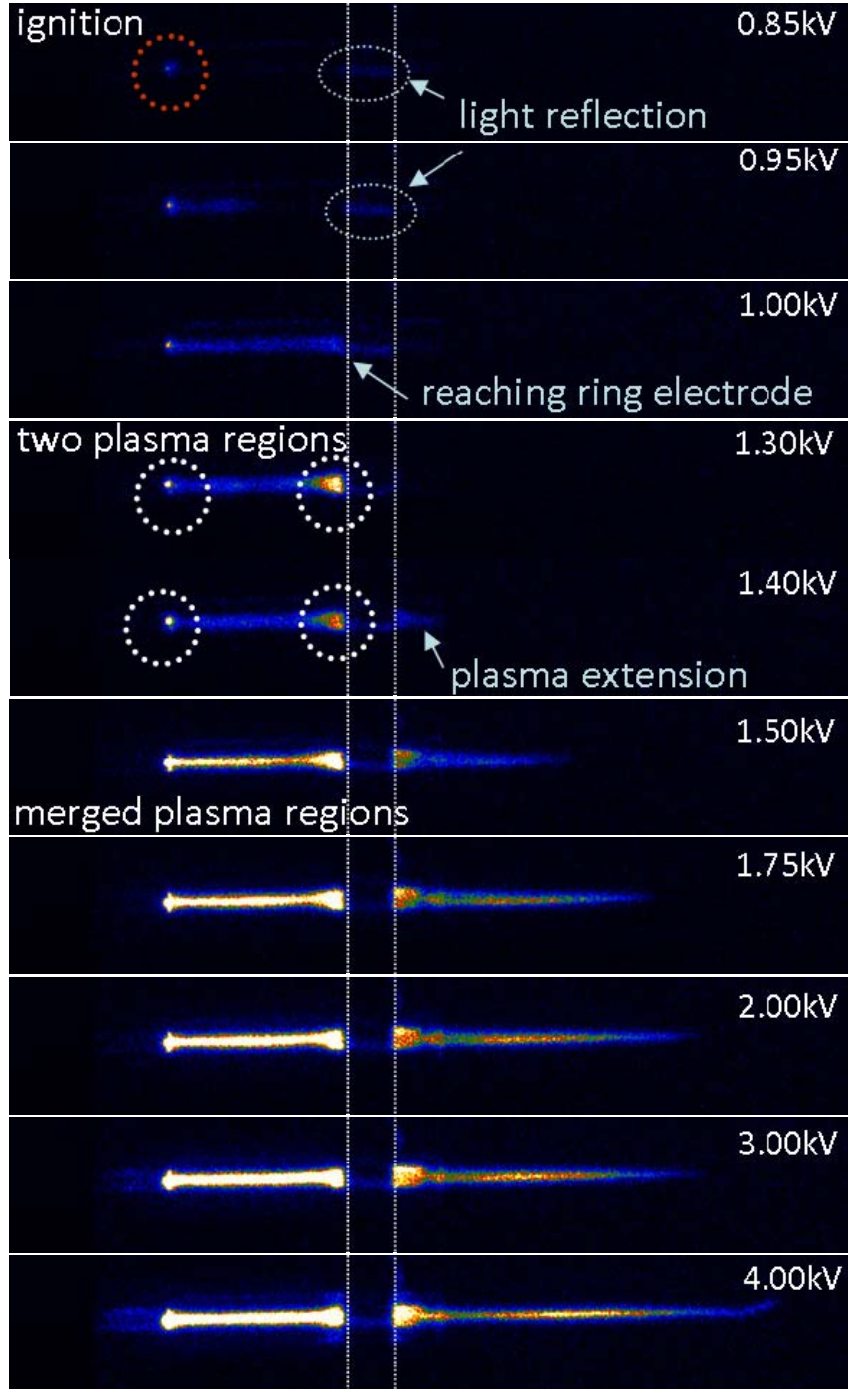 ignition
0.85kV
light reflection
0.95kV
1.00kV
reaching ring electrode
two plasma regions
1.30kV
1.40kV
plasma extension
1.50kV
merged plasma regions
1.75kV
2.00kV
3.00kV
4.00kV